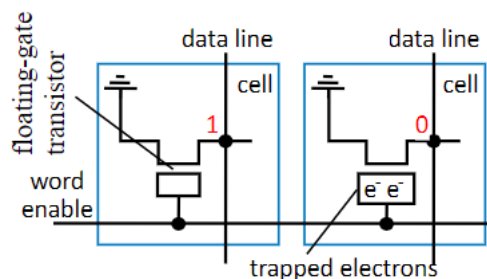 data line
data line
cell
cell
floating-gate
transistor
1
0
word
enable
e- e-
trapped electrons